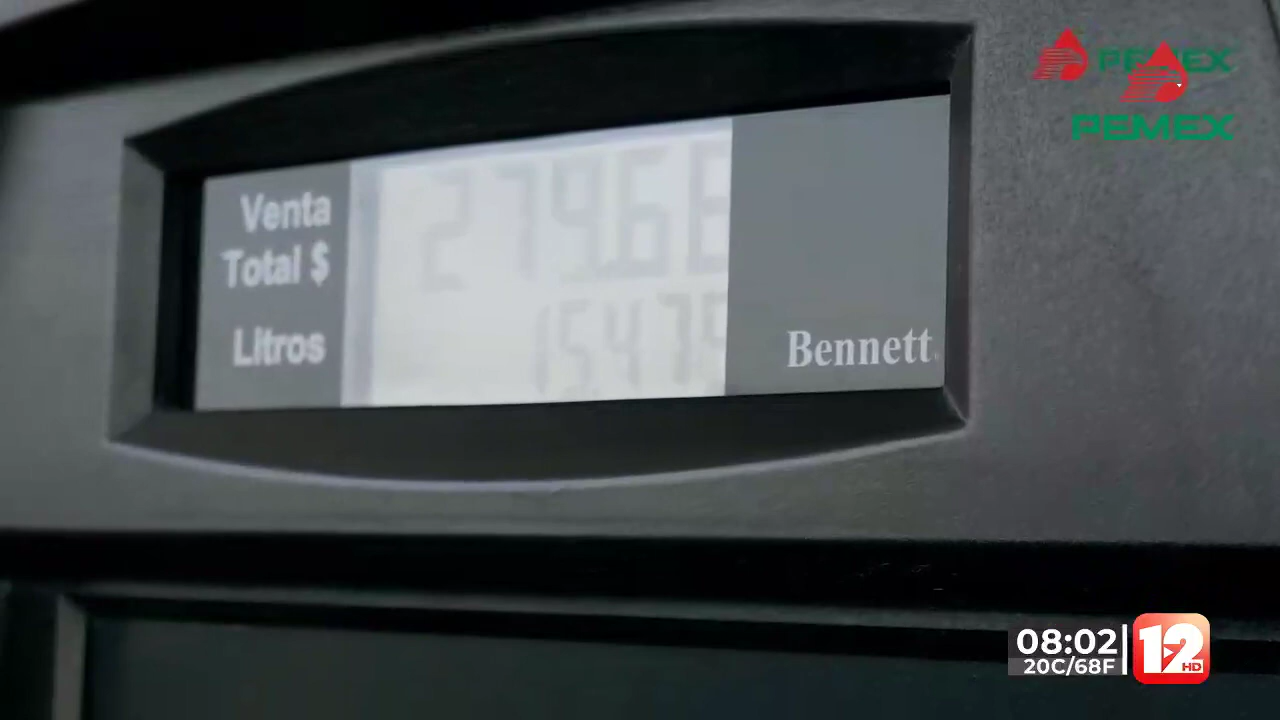 PEMEX
PEMEX
Venta
Total $
Litros
Bennett
08:02
20C/68F
12
HD